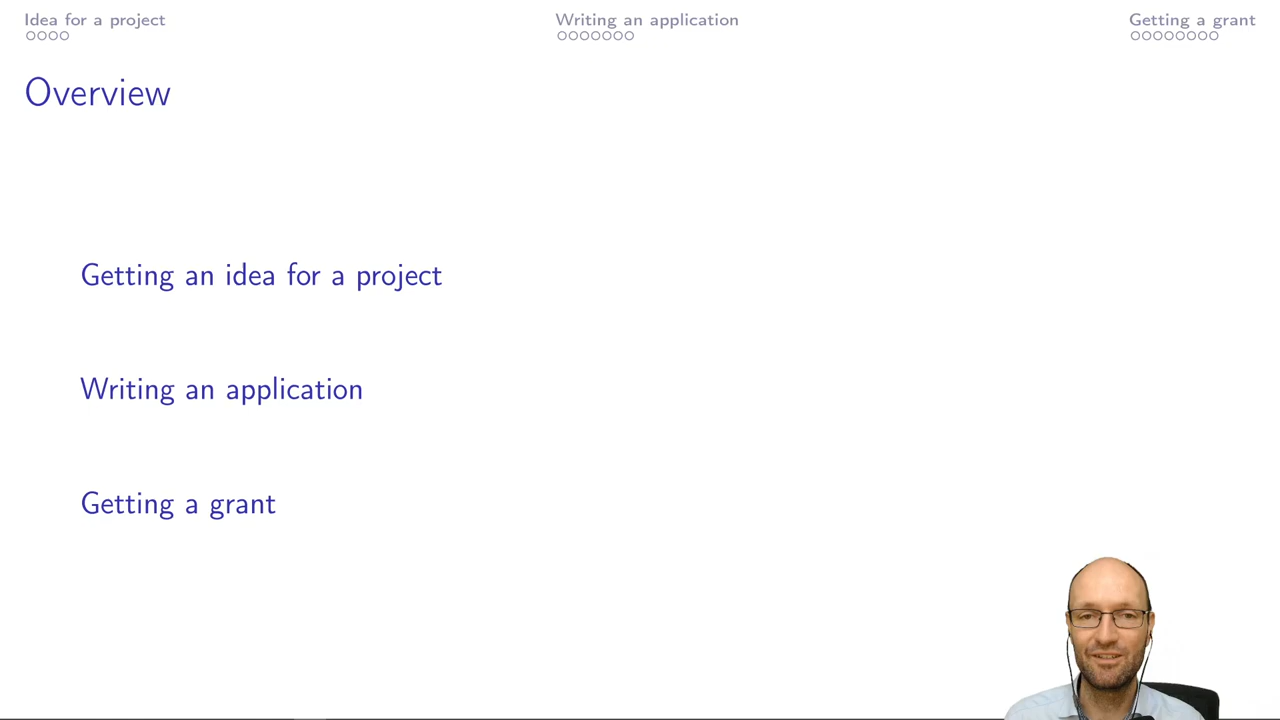 Idea for a project
Writing an application
Getting a grant
Overview
Getting an idea for a project
Writing an application
Getting a grant